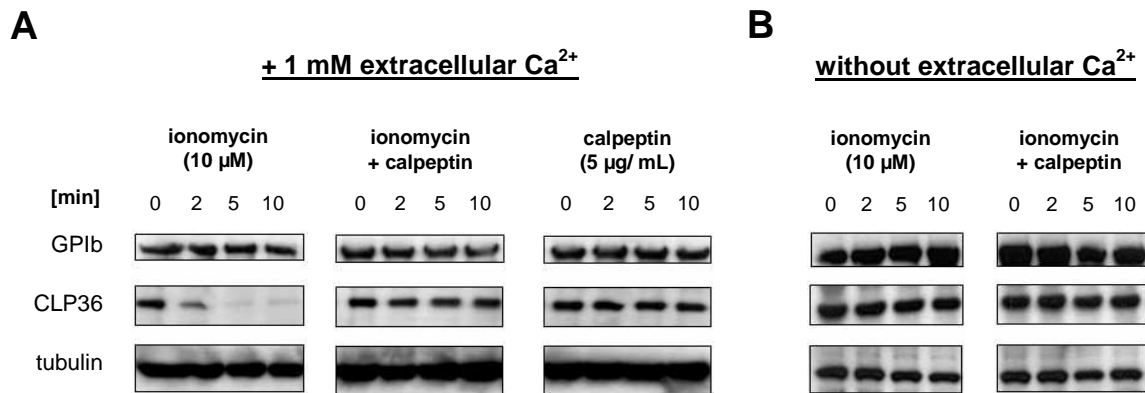 A
B
+ 1 mM extracellular Ca²⁺
without extracellular Ca²⁺
ionomycin
(10 µM)
ionomycin
+ calpeptin
calpeptin
(5 µg/ mL)
ionomycin
(10 µM)
ionomycin
+ calpeptin
[min] 0 2 5 10 0 2 5 10 0 2 5 10 0 2 5 10 0 2 5 10
GPIb
CLP36
tubulin